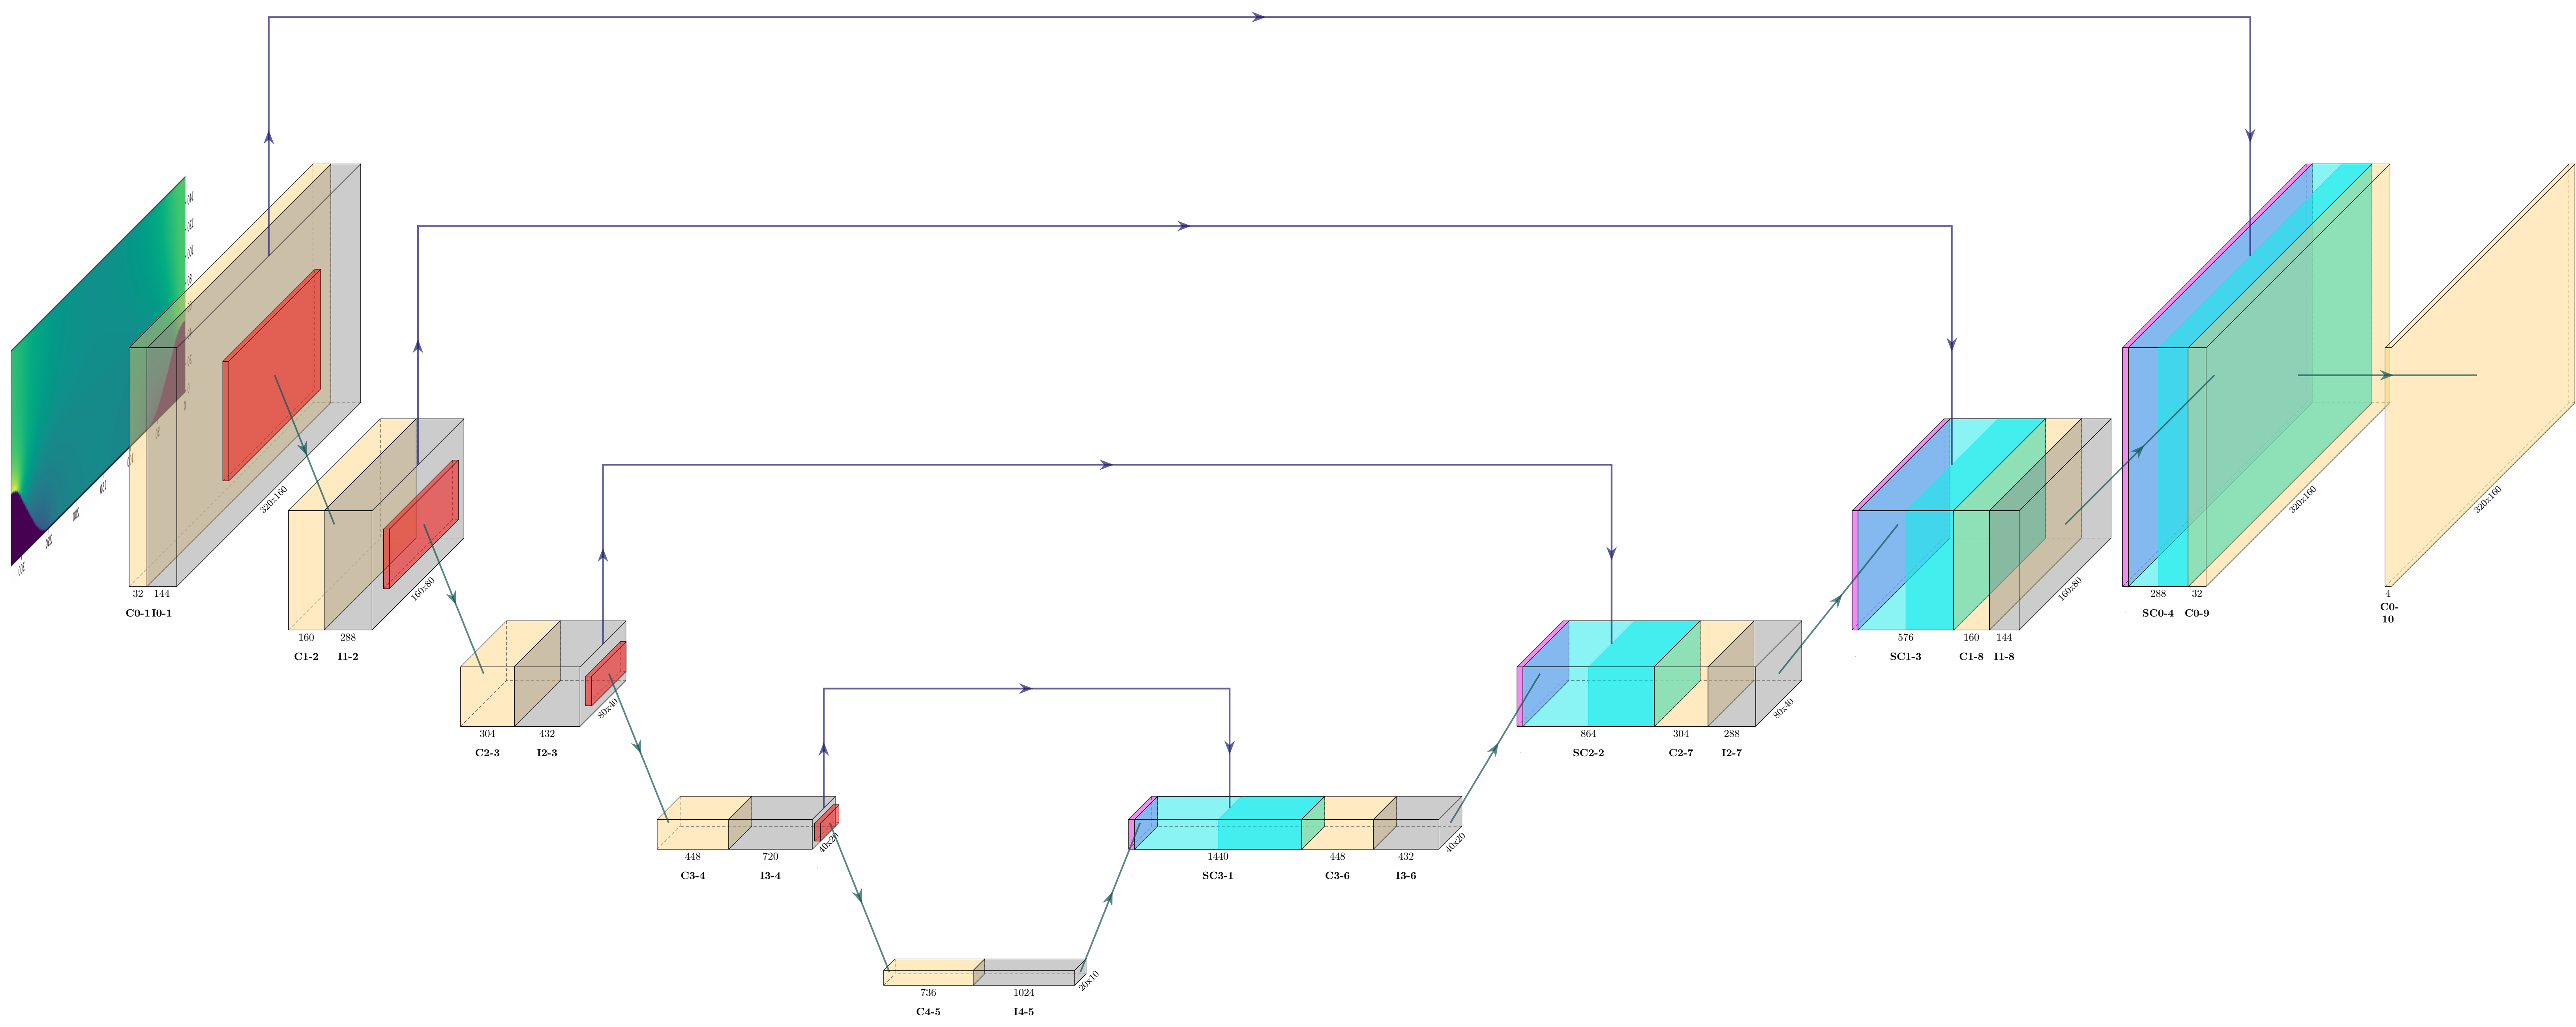 32 144
C0-1 I0-1
320x160
160 288
C1-2 I1-2
160x80
304 432
C2-3 I2-3
80x40
448 720
C3-4 I3-4
40x20
736 1024
C4-5 I4-5
20x10
1440 448 432
SC3-1 C3-6 I3-6
40x20
864 304 288
SC2-2 C2-7 I2-7
80x40
576 160 144
SC1-3 C1-8 I1-8
160x80
288 32
SC0-4 C0-9
320x160
4
C0-
10
320x160